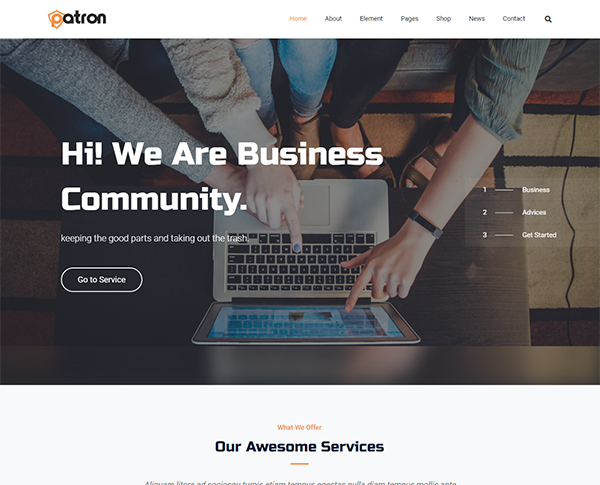 patron
Home About Element Pages Shop News Contact
Hi! We Are Business
Community.
keeping the good parts and taking out the trash!
Go to Service
1 Business
2 Advices
3 Get Started
What We Offer
Our Awesome Services
Aliquam litora ad sociosqu turpis etiam tempus egestas nulla diam tempus mollis ante